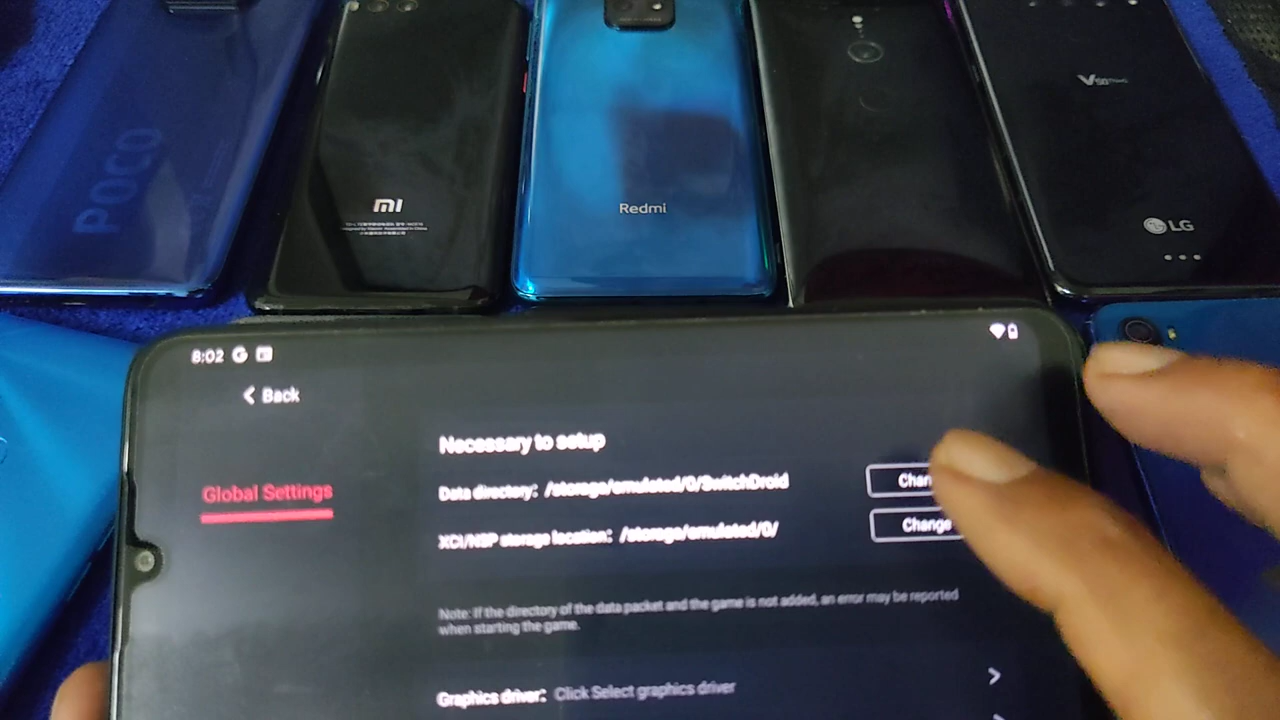 POCO
mi
Redmi
V50 ThinQ
LG
8:02
Back
Necessary to setup
Global Settings
Data directory: /storage/emulated/0/SwitchDroid
Chan
XCI/NSP storage location: /storage/emulated/0/
Change
Note: If the directory of the data packet and the game is not added, an error may be reported
when starting the game.
Graphics driver: Click Select graphics driver